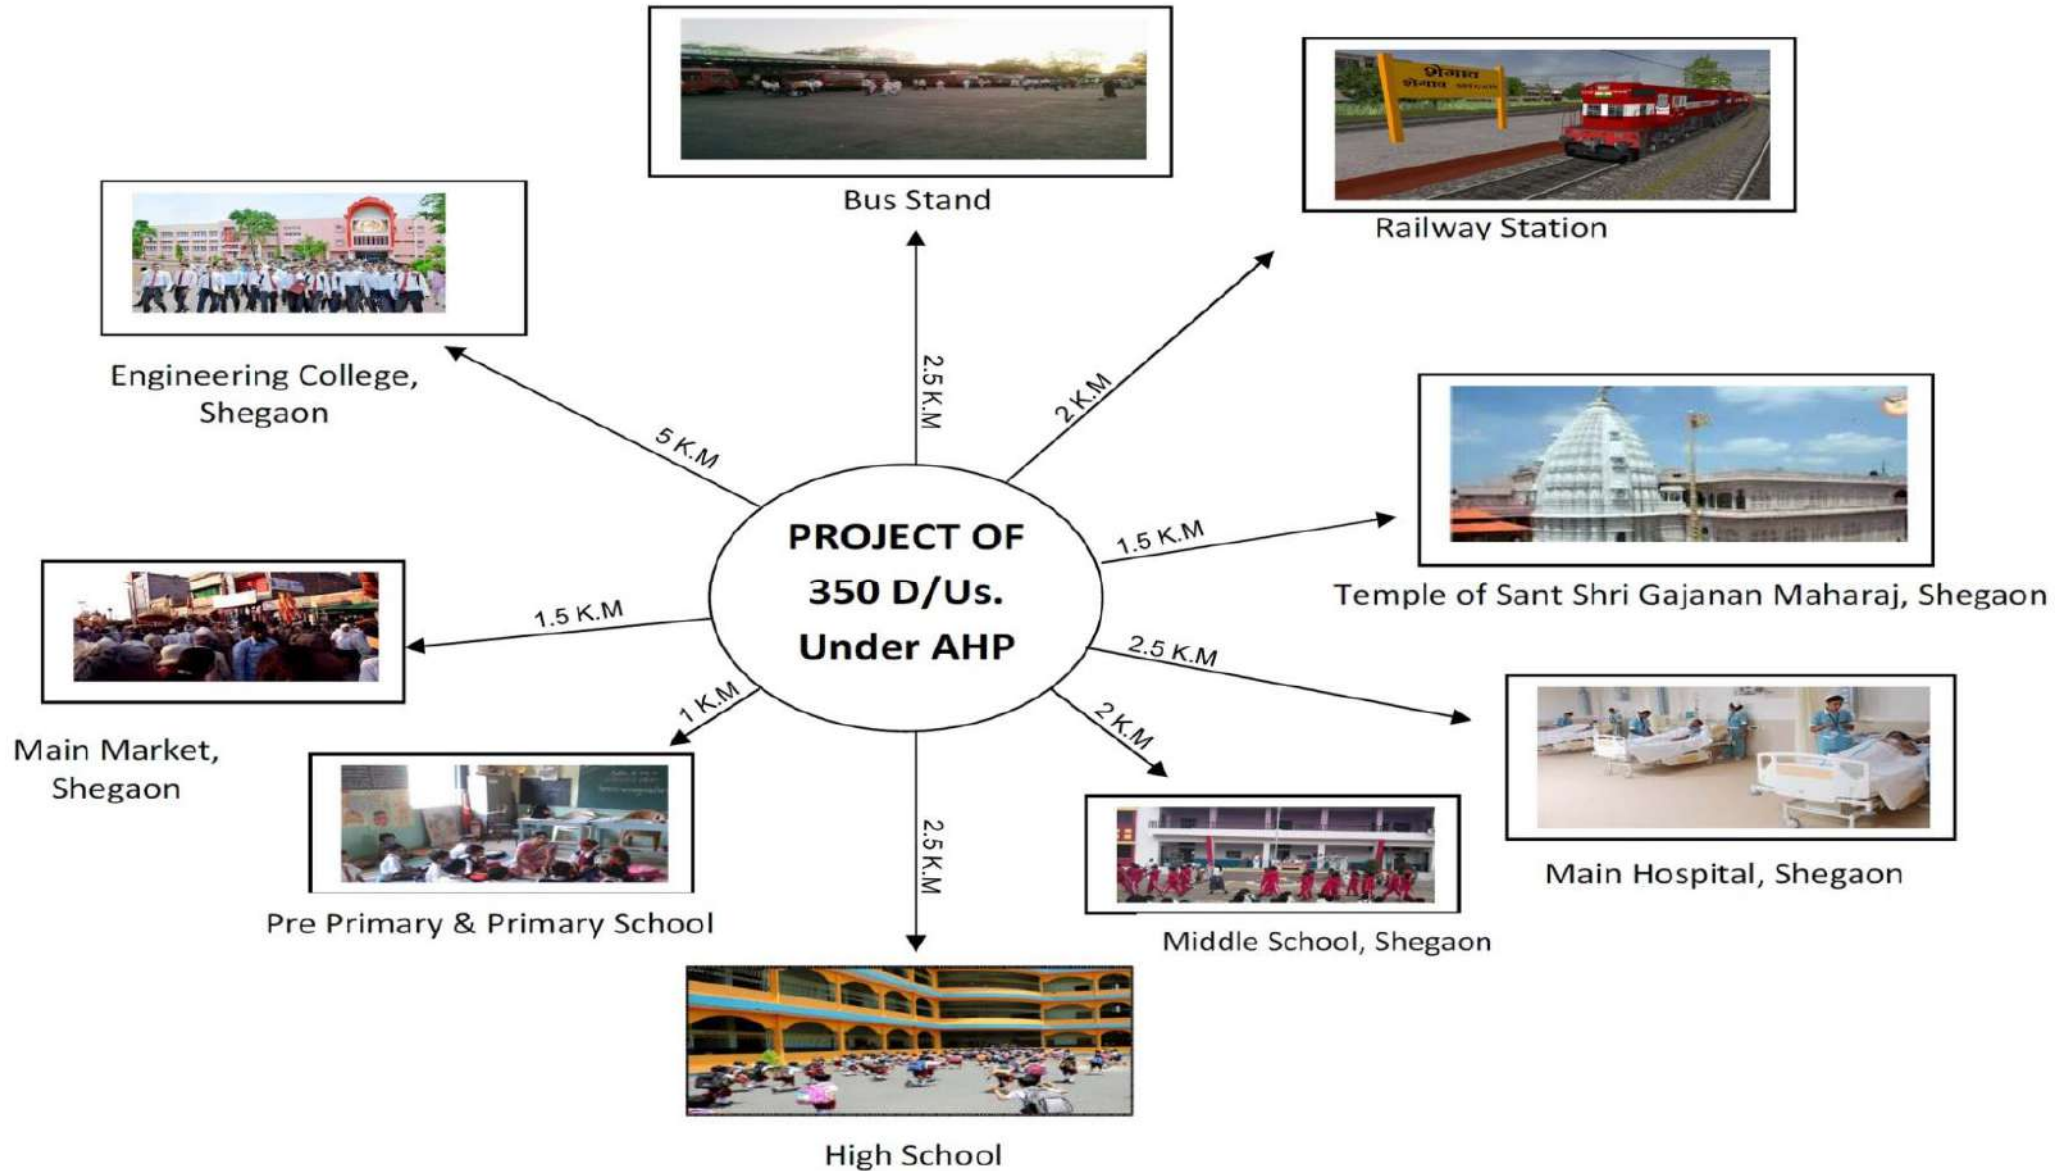 Bus Stand
शेगाव
शेगाव
Railway Station
Engineering College,
Shegaon
2.5 K.M
2 K.M
5 K.M
1.5 K.M
Temple of Sant Shri Gajanan Maharaj, Shegaon
PROJECT OF
350 D/Us.
Under AHP
1.5 K.M
2.5 K.M
1 K.M
2 K.M
2.5 K.M
Main Market,
Shegaon
Main Hospital, Shegaon
Pre Primary & Primary School
Middle School, Shegaon
High School